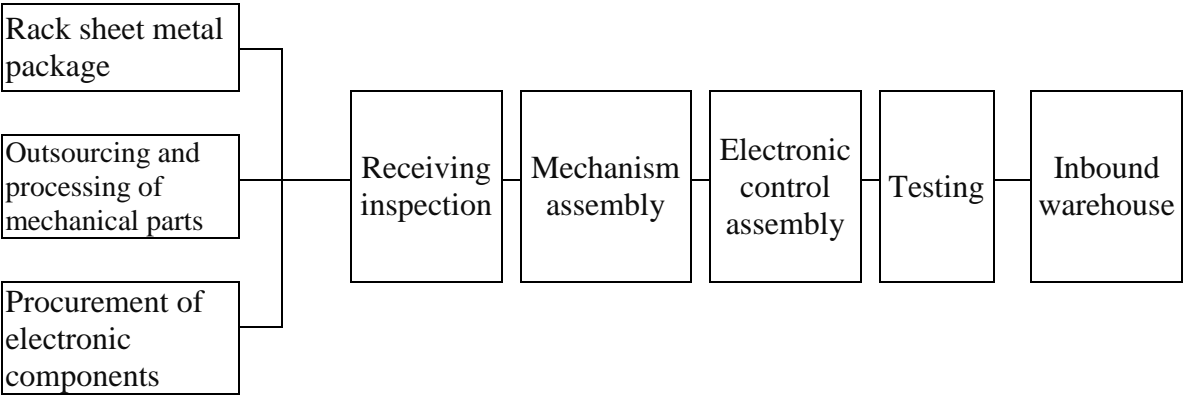 Rack sheet metal
package
Outsourcing and
processing of
mechanical parts
Procurement of
electronic
components
Receiving
inspection
Mechanism
assembly
Electronic
control
assembly
Testing
Inbound
warehouse